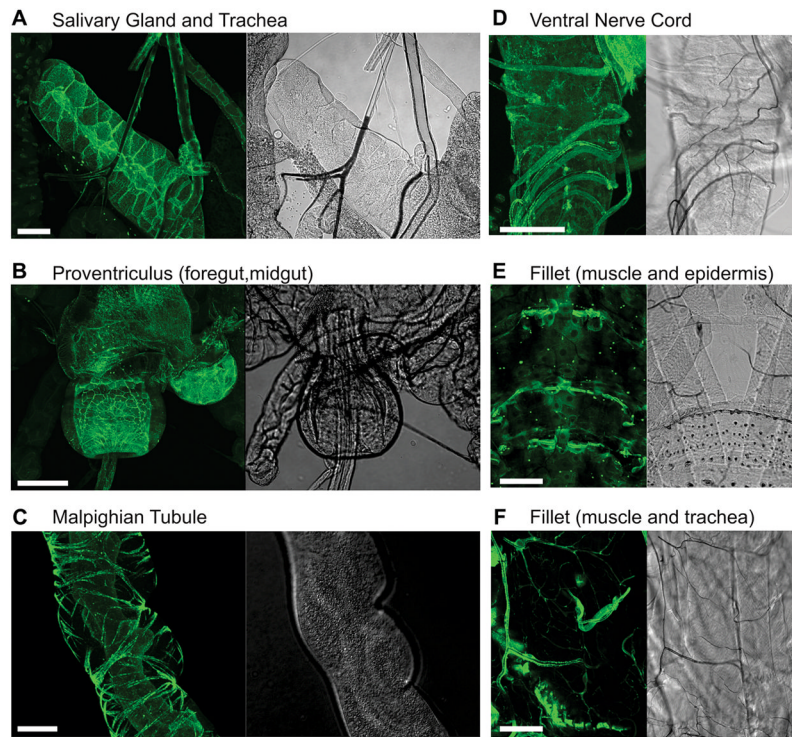 A Salivary Gland and Trachea
B Proventriculus (foregut,midgut)
C Malpighian Tubule
D Ventral Nerve Cord
E Fillet (muscle and epidermis)
F Fillet (muscle and trachea)